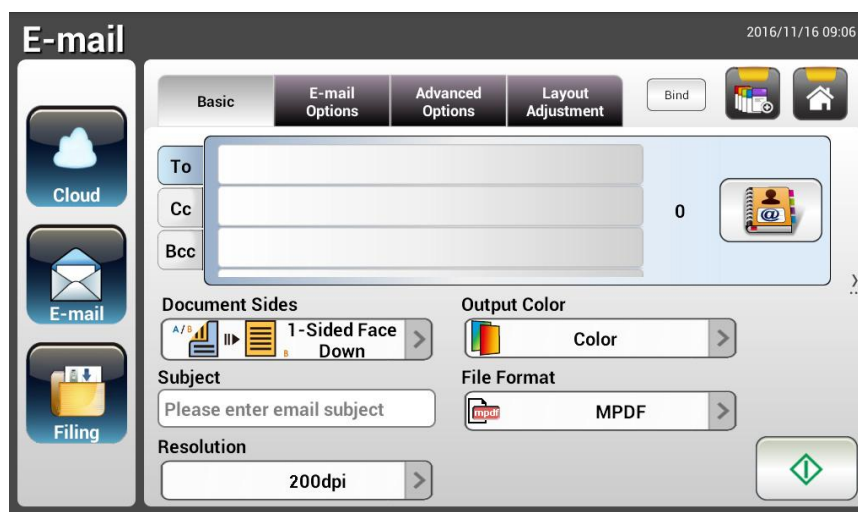 E-mail
2016/11/16 09:06
Basic
E-mail
Options
Advanced
Options
Layout
Adjustment
Bind
Cloud
E-mail
Filing
To
Cc
Bcc
0
@
Document Sides
A/B
1-Sided Face
Down
B
Output Color
Color
Subject
Please enter email subject
File Format
mpdf
MPDF
Resolution
200dpi